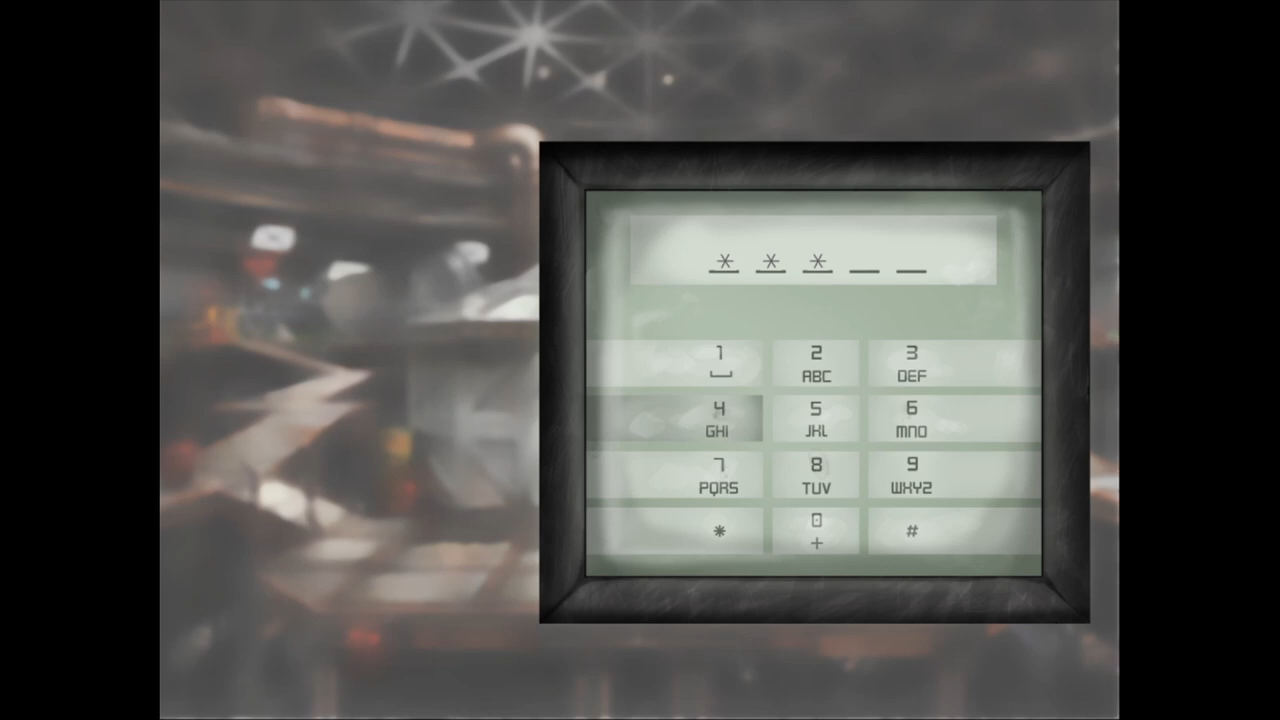 * * * _ _
1 2 3
ABC DEF
4 5 6
GHI JKL MNO
7 8 9
PQRS TUV WXYZ
* 0 #
+